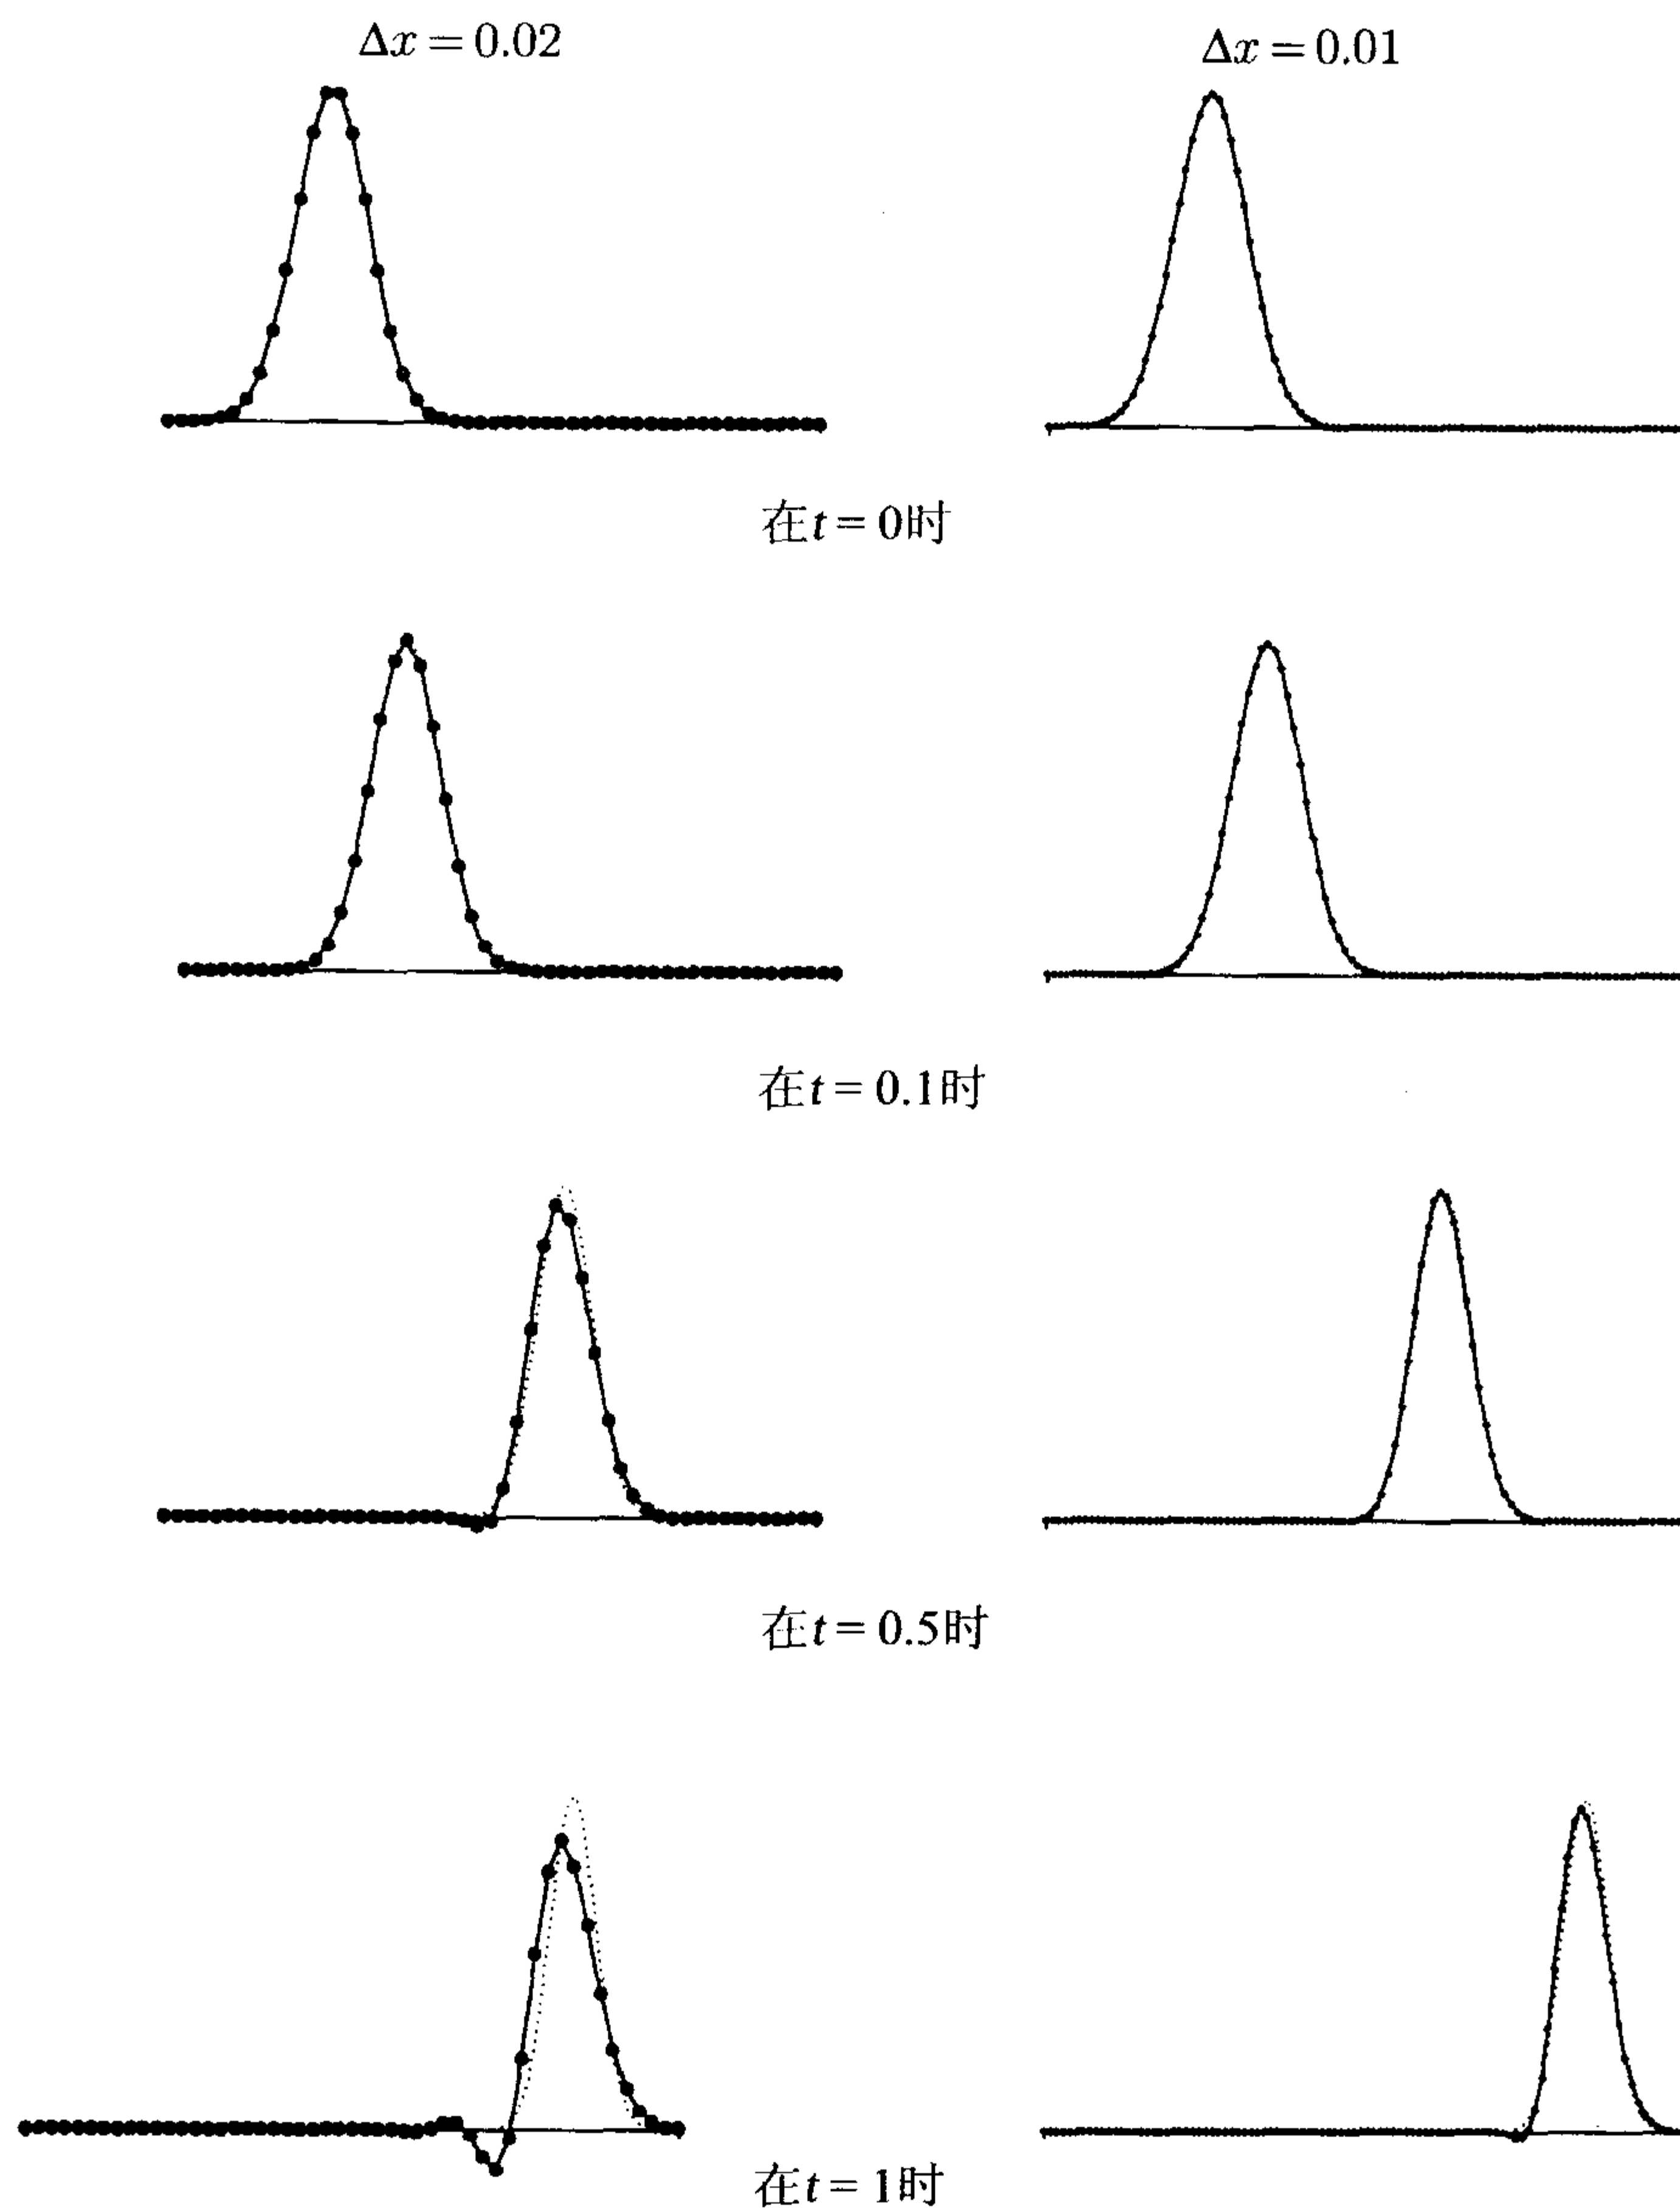 Δx = 0.02
Δx = 0.01
在t = 0时
在t = 0.1时
在t = 0.5时
在t = 1时